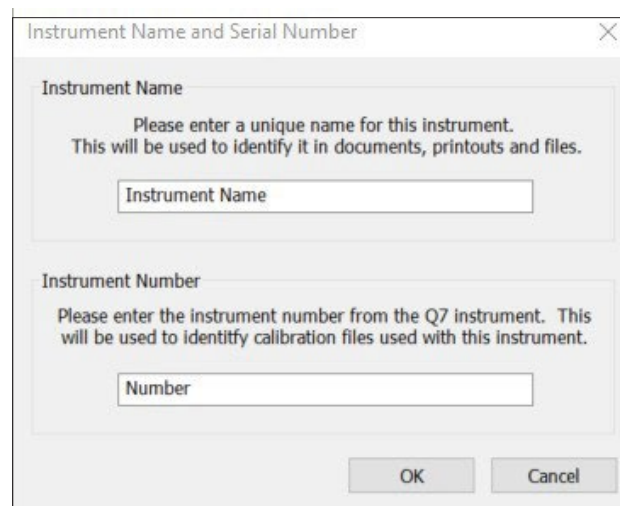 Instrument Name and Serial Number
Instrument Name
Please enter a unique name for this instrument.
This will be used to identify it in documents, printouts and files.
Instrument Name
Instrument Number
Please enter the instrument number from the Q7 instrument. This
will be used to identitfy calibration files used with this instrument.
Number
OK Cancel